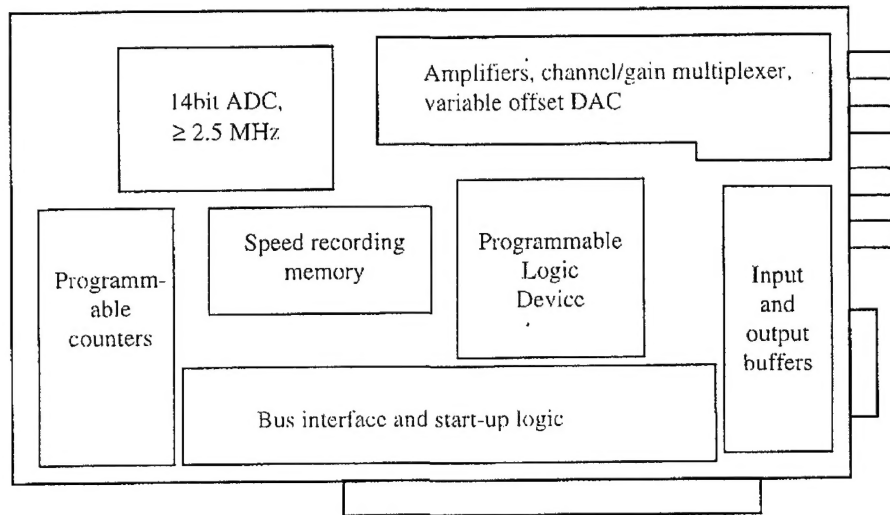 14bit ADC,
≥ 2.5 MHz
Amplifiers, channel/gain multiplexer,
variable offset DAC
Programm-
able
counters
Speed recording
memory
Programmable
Logic
Device
Input
and
output
buffers
Bus interface and start-up logic